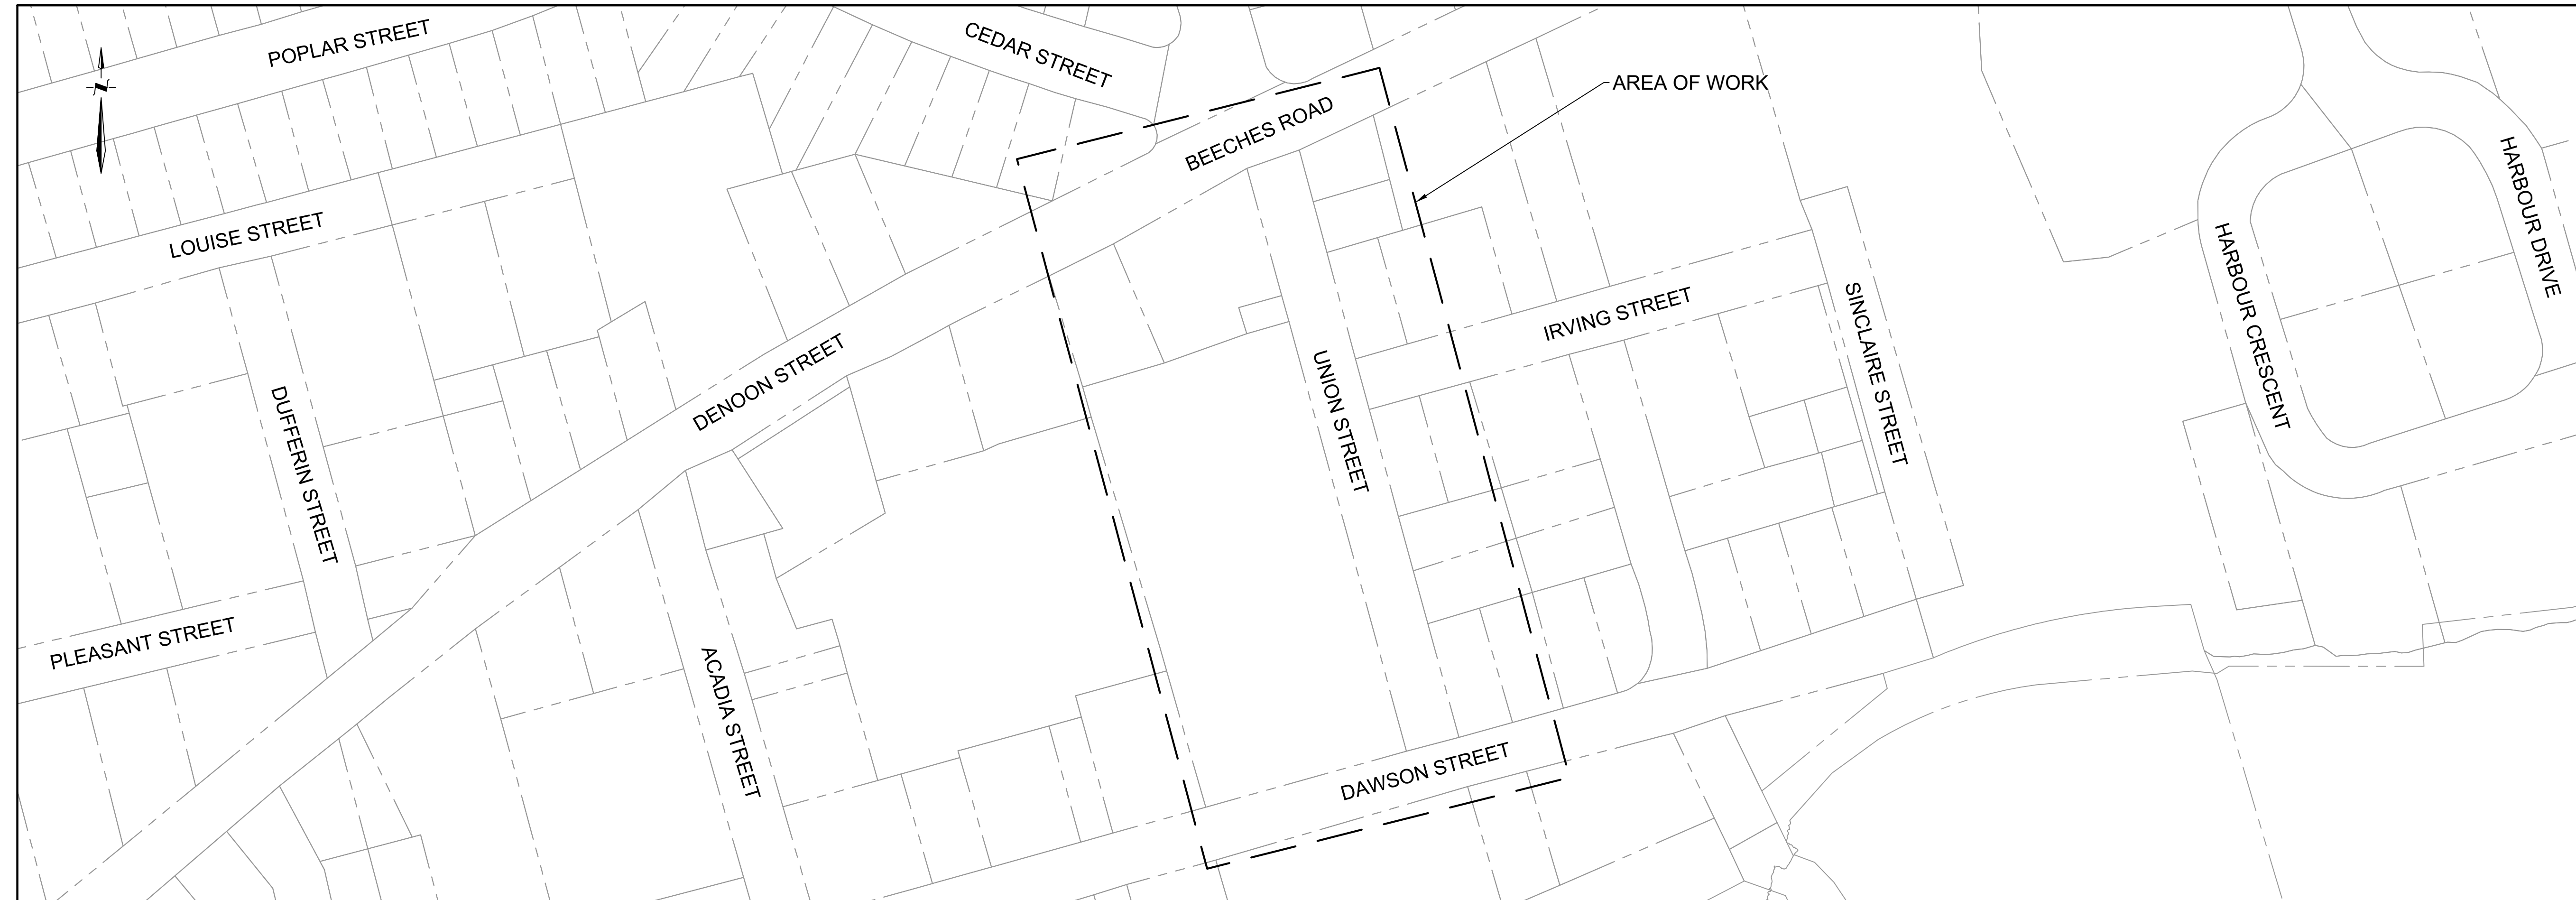 POPLAR STREET
CEDAR STREET
AREA OF WORK
BEECHES ROAD
N
LOUISE STREET
HARBOUR DRIVE
HARBOUR CRESCENT
IRVING STREET
SINCLAIRE STREET
DENOON STREET
UNION STREET
DUFFERIN STREET
PLEASANT STREET
ACADIA STREET
DAWSON STREET